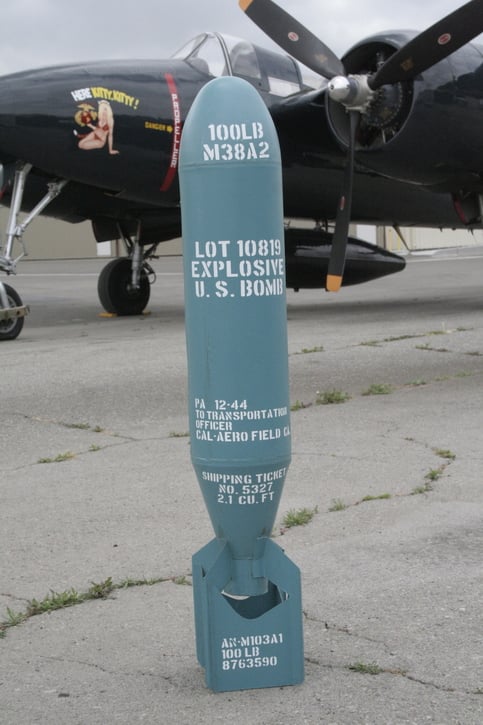 HERE KITTY, KITTY!
DANGER
PROPELLER
100LB
M38A2
LOT 10819
EXPLOSIVE
U. S. BOMB
PA 12-44
TO TRANSPORTATION
OFFICER
CAL-AERO FIELD CA.
SHIPPING TICKET
NO. 5327
2.1 CU. FT
AN-M103A1
100 LB
8763590